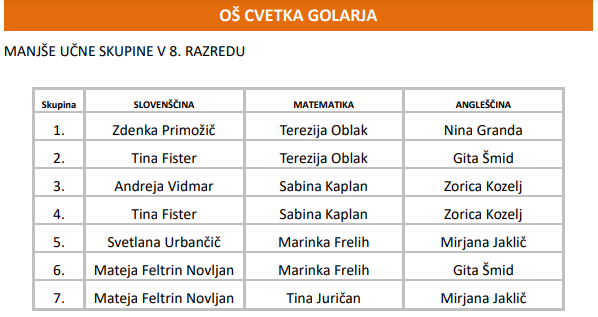 OŠ CVETKA GOLARJA
MANJŠE UČNE SKUPINE V 8. RAZREDU
Skupina SLOVENŠČINA MATEMATIKA ANGLEŠČINA
1. Zdenka Primožič Terezija Oblak Nina Granda
2. Tina Fister Terezija Oblak Gita Šmid
3. Andreja Vidmar Sabina Kaplan Zorica Kozelj
4. Tina Fister Sabina Kaplan Zorica Kozelj
5. Svetlana Urbančič Marinka Frelih Mirjana Jaklič
6. Mateja Feltrin Novljan Marinka Frelih Gita Šmid
7. Mateja Feltrin Novljan Tina Juričan Mirjana Jaklič